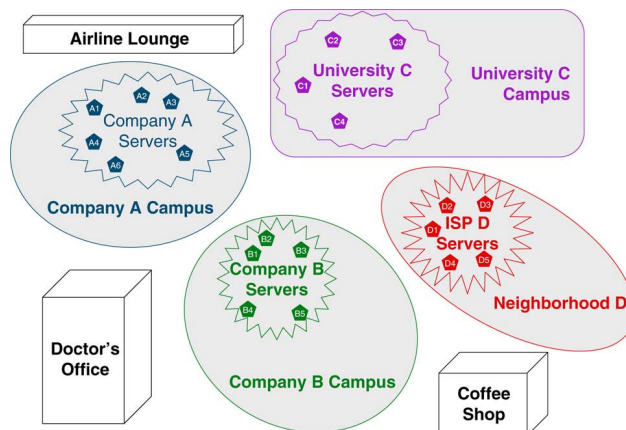 Airline Lounge
A1
A2
A3
Company A
Servers
A4
A5
A6
Company A Campus
C2
C3
University C
Servers
C1
C4
University C
Campus
D2
D3
ISP D
D1
Servers
D4
D5
Neighborhood D
B2
B1
B3
Company B
Servers
B4
B5
Company B Campus
Doctor's
Office
Coffee
Shop